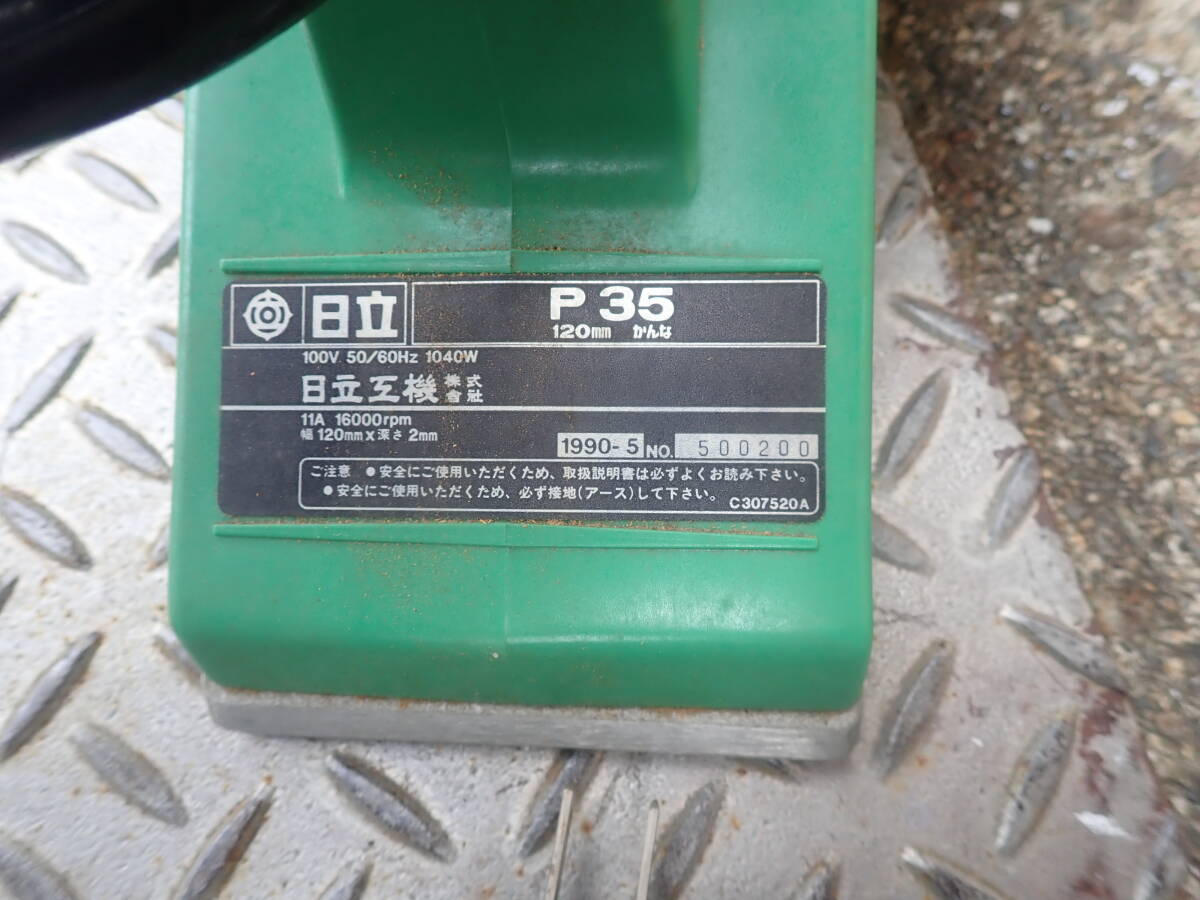 日立 P 35
120mm かんな
100V 50/60Hz 1040W
日立工機 株式會社
11A 16000rpm
幅 120mm x 深さ 2mm
1990-5 NO. 500200
ご注意 ●安全にご使用いただくため、取扱説明書は必ずよくお読み下さい。
●安全にご使用いただくため、必ず接地(アース)して下さい。
C307520A